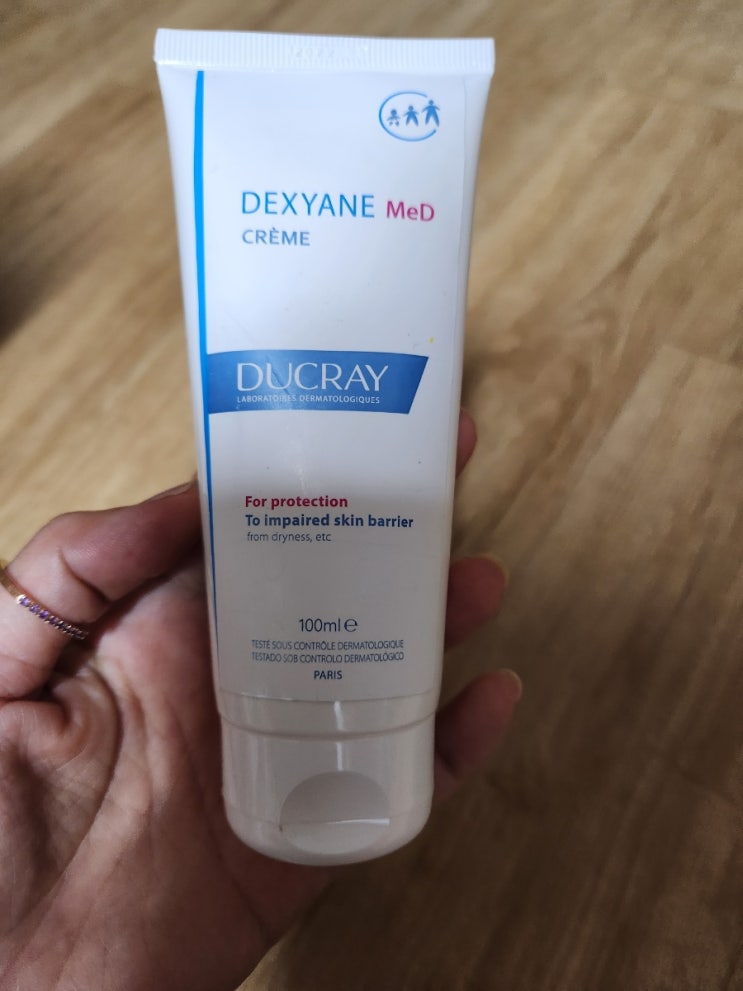 DEXYANE MeD
CRÈME
DUCRAY
LABORATOIRES DERMATOLOGIQUES
For protection
To impaired skin barrier
from dryness, etc
100ml e
TESTÉ SOUS CONTRÔLE DERMATOLOGIQUE
TESTADO SOB CONTROLO DERMATOLÓGICO
PARIS